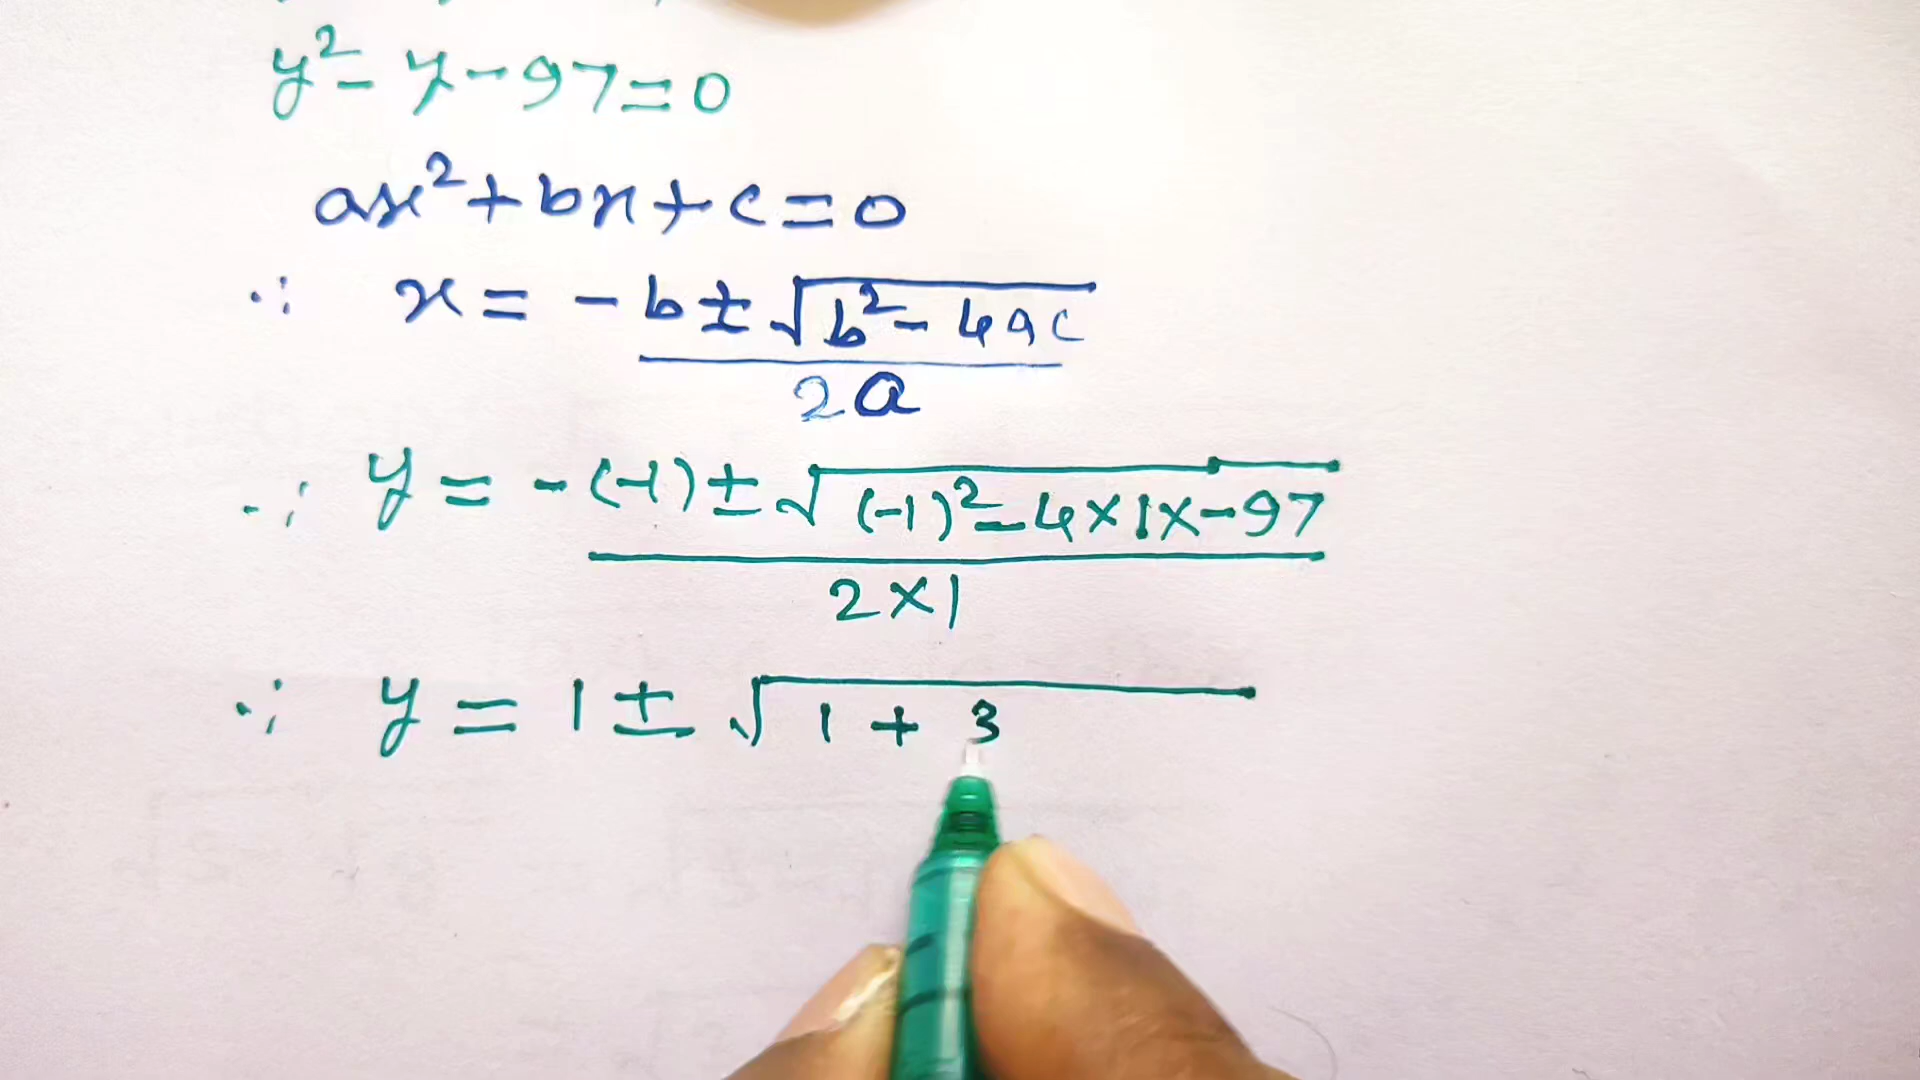 y² - y - 97 = 0
ax² + bx + c = 0
∴ x = -b ± √(b² - 4ac)
2a
∴ y = -(-1) ± √((-1)² - 4×1×-97)
2×1
∴ y = 1 ± √(1 + 3